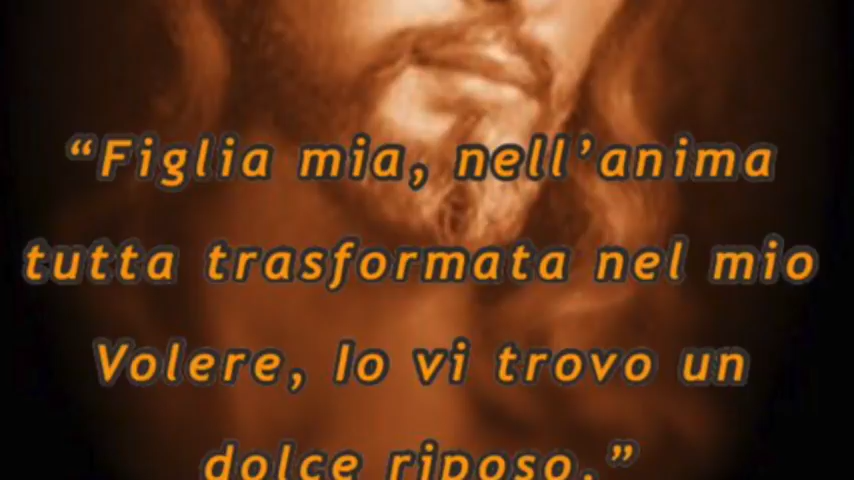 “Figlia mia, nell’anima
tutta trasformata nel mio
Volere, Io vi trovo un
dolce riposo.”